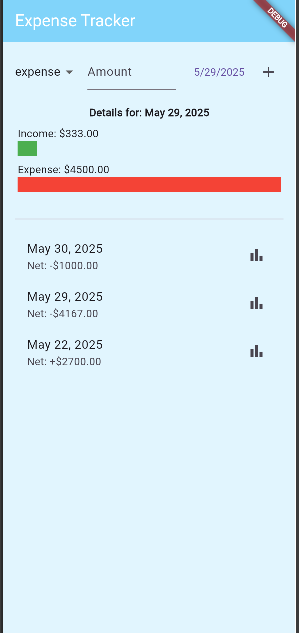 Expense Tracker
DEBUG
expense Amount 5/29/2025 +
Details for: May 29, 2025
Income: $333.00
Expense: $4500.00
May 30, 2025
Net: -$1000.00
May 29, 2025
Net: -$4167.00
May 22, 2025
Net: +$2700.00